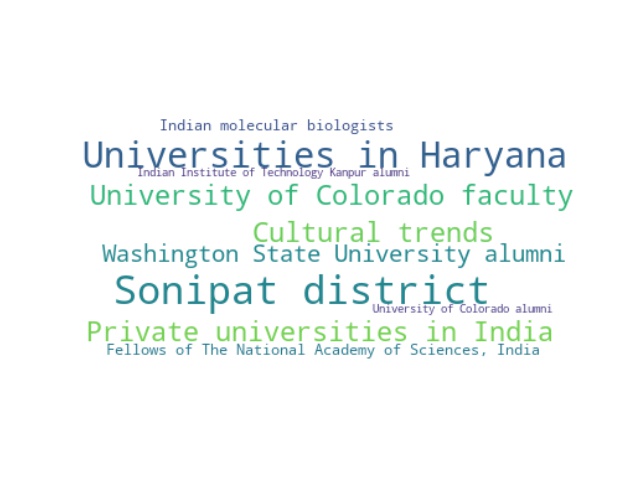 Indian molecular biologists
Universities in Haryana
Indian Institute of Technology Kanpur alumni
University of Colorado faculty
Cultural trends
Washington State University alumni
Sonipat district
University of Colorado alumni
Private universities in India
Fellows of The National Academy of Sciences, India